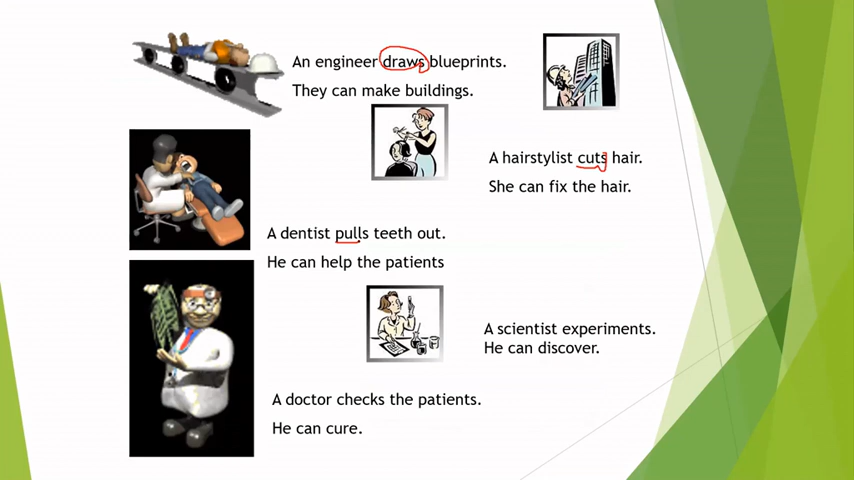 An engineer draws blueprints.
They can make buildings.
A hairstylist cuts hair.
She can fix the hair.
A dentist pulls teeth out.
He can help the patients
A scientist experiments.
He can discover.
A doctor checks the patients.
He can cure.